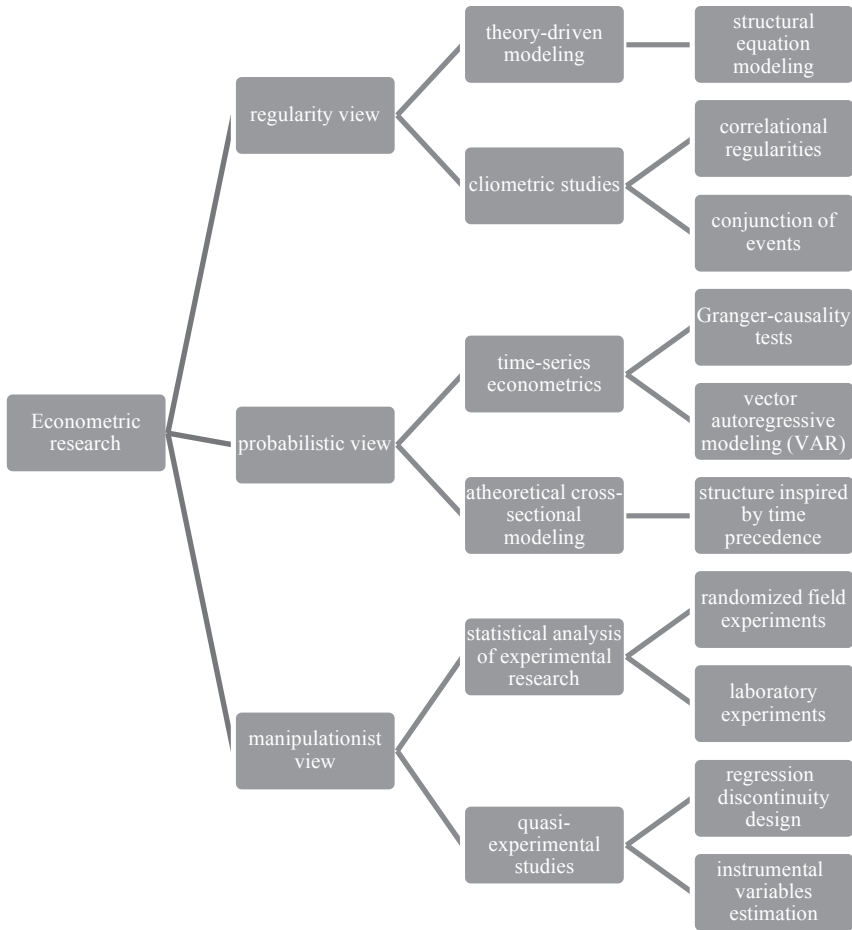 Econometric
research
regularity view
theory-driven
modeling
structural
equation
modeling
cliometric studies
correlational
regularities
conjunction of
events
probabilistic view
time-series
econometrics
Granger-causality
tests
vector
autoregressive
modeling (VAR)
atheoretical cross-
sectional
modeling
structure inspired
by time
precedence
manipulationist
view
statistical analysis
of experimental
research
randomized field
experiments
laboratory
experiments
quasi-
experimental
studies
regression
discontinuity
design
instrumental
variables
estimation